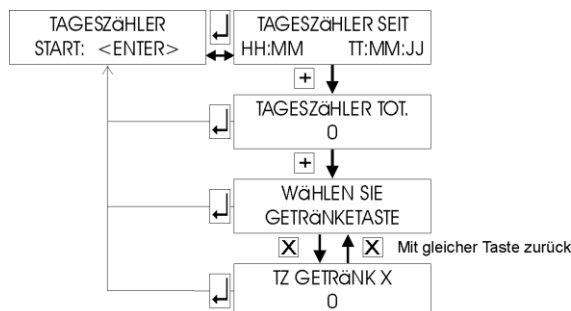 TAGESZäHLER
START: <ENTER>
TAGESZäHLER SEIT
HH:MM TT:MM:JJ
+
TAGESZäHLER TOT.
0
+
WäHLEN SIE
GETRäNKETASTE
X X Mit gleicher Taste zurück
TZ GETRäNK X
0